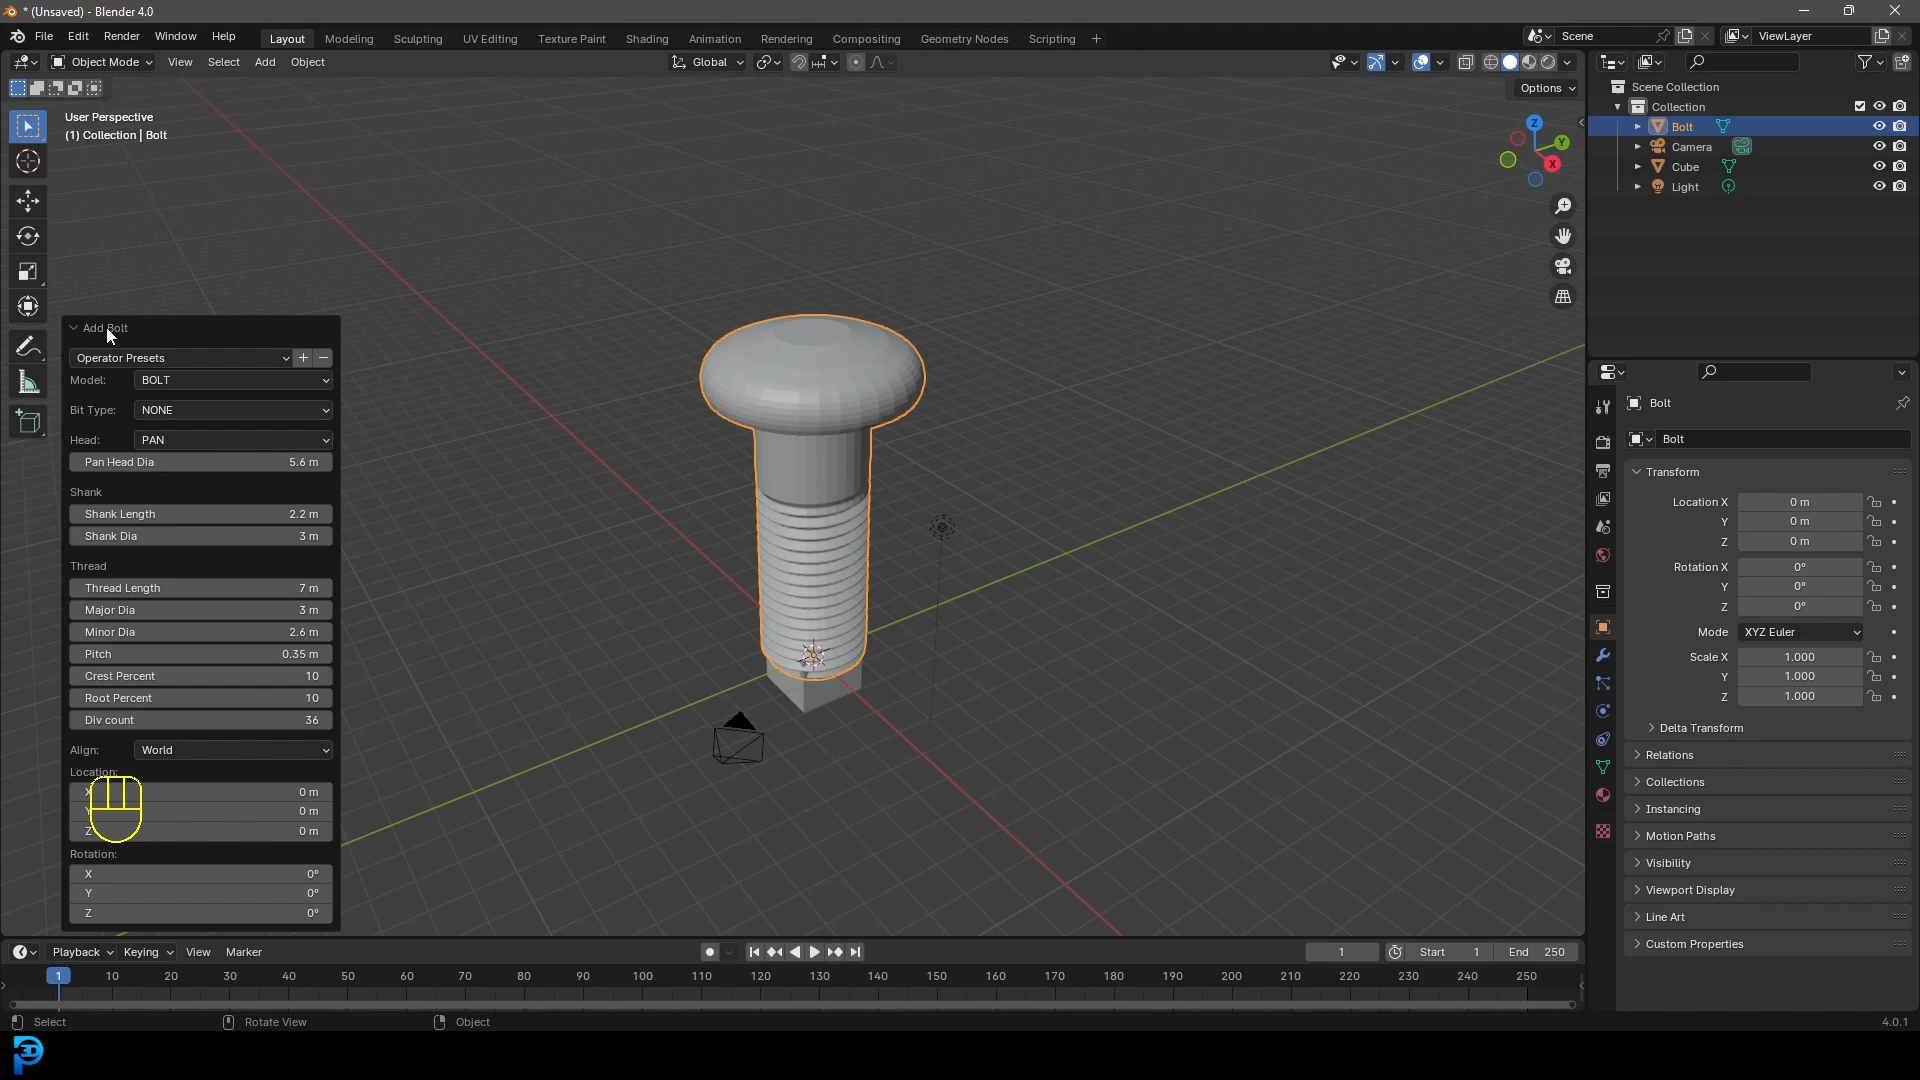 * (Unsaved) - Blender 4.0
File Edit Render Window Help
Layout Modeling Sculpting UV Editing Texture Paint Shading Animation Rendering Compositing Geometry Nodes Scripting +
Scene
ViewLayer
Object Mode View Select Add Object
Global
Options
User Perspective
(1) Collection | Bolt
Z
Y
X
Scene Collection
Collection
Bolt
Camera
Cube
Light
Add Bolt
Operator Presets
Model: BOLT
Bit Type: NONE
Head: PAN
Pan Head Dia 5.6 m
Shank
Shank Length 2.2 m
Shank Dia 3 m
Thread
Thread Length 7 m
Major Dia 3 m
Minor Dia 2.6 m
Pitch 0.35 m
Crest Percent 10
Root Percent 10
Div count 36
Align: World
Location:
X 0 m
Y 0 m
Z 0 m
Rotation:
X 0°
Y 0°
Z 0°
Bolt
Bolt
Transform
Location X 0 m
Y 0 m
Z 0 m
Rotation X 0°
Y 0°
Z 0°
Mode XYZ Euler
Scale X 1.000
Y 1.000
Z 1.000
Delta Transform
Relations
Collections
Instancing
Motion Paths
Visibility
Viewport Display
Line Art
Custom Properties
Playback Keying View Marker
1 Start 1 End 250
1 10 20 30 40 50 60 70 80 90 100 110 120 130 140 150 160 170 180 190 200 210 220 230 240 250
Select Rotate View Object 4.0.1